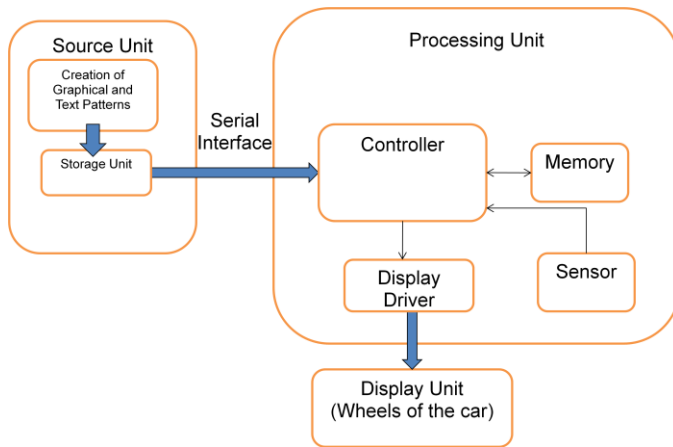 Source Unit
Creation of
Graphical and
Text Patterns
Storage Unit
Serial
Interface
Processing Unit
Controller
Memory
Sensor
Display
Driver
Display Unit
(Wheels of the car)